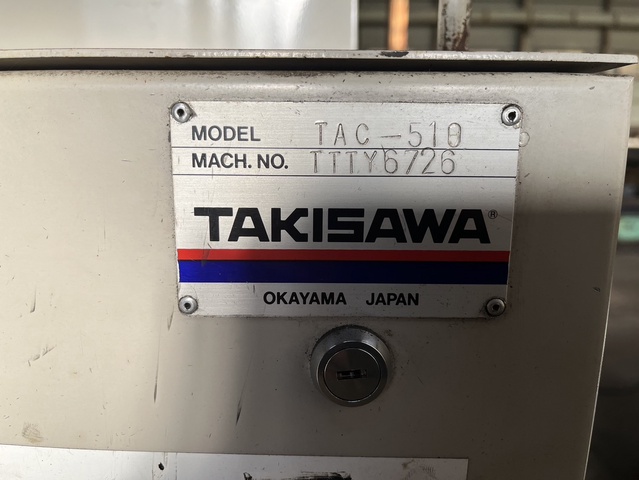 MODEL TAC-510
MACH. NO. TTTY6726
TAKISAWA®
OKAYAMA JAPAN